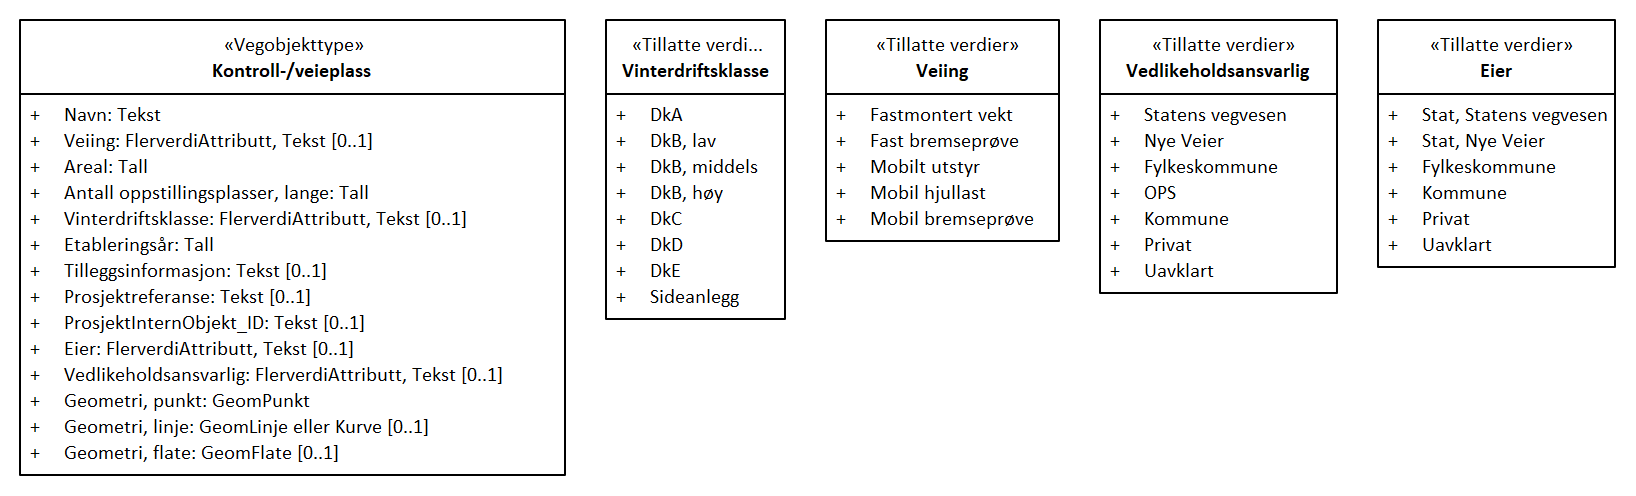 «Vegobjekttype»
Kontroll-/veieplass
+ Navn: Tekst
+ Veiing: FlerverdiAttributt, Tekst [0..1]
+ Areal: Tall
+ Antall oppstillingsplasser, lange: Tall
+ Vinterdriftsklasse: FlerverdiAttributt, Tekst [0..1]
+ Etableringsår: Tall
+ Tilleggsinformasjon: Tekst [0..1]
+ Prosjektreferanse: Tekst [0..1]
+ ProsjektInternObjekt_ID: Tekst [0..1]
+ Eier: FlerverdiAttributt, Tekst [0..1]
+ Vedlikeholdsansvarlig: FlerverdiAttributt, Tekst [0..1]
+ Geometri, punkt: GeomPunkt
+ Geometri, linje: GeomLinje eller Kurve [0..1]
+ Geometri, flate: GeomFlate [0..1]
«Tillatte verdi...
Vinterdriftsklasse
+ DkA
+ DkB, lav
+ DkB, middels
+ DkB, høy
+ DkC
+ DkD
+ DkE
+ Sideanlegg
«Tillatte verdier»
Veiing
+ Fastmontert vekt
+ Fast bremseprøve
+ Mobilt utstyr
+ Mobil hjullast
+ Mobil bremseprøve
«Tillatte verdier»
Vedlikeholdsansvarlig
+ Statens vegvesen
+ Nye Veier
+ Fylkeskommune
+ OPS
+ Kommune
+ Privat
+ Uavklart
«Tillatte verdier»
Eier
+ Stat, Statens vegvesen
+ Stat, Nye Veier
+ Fylkeskommune
+ Kommune
+ Privat
+ Uavklart